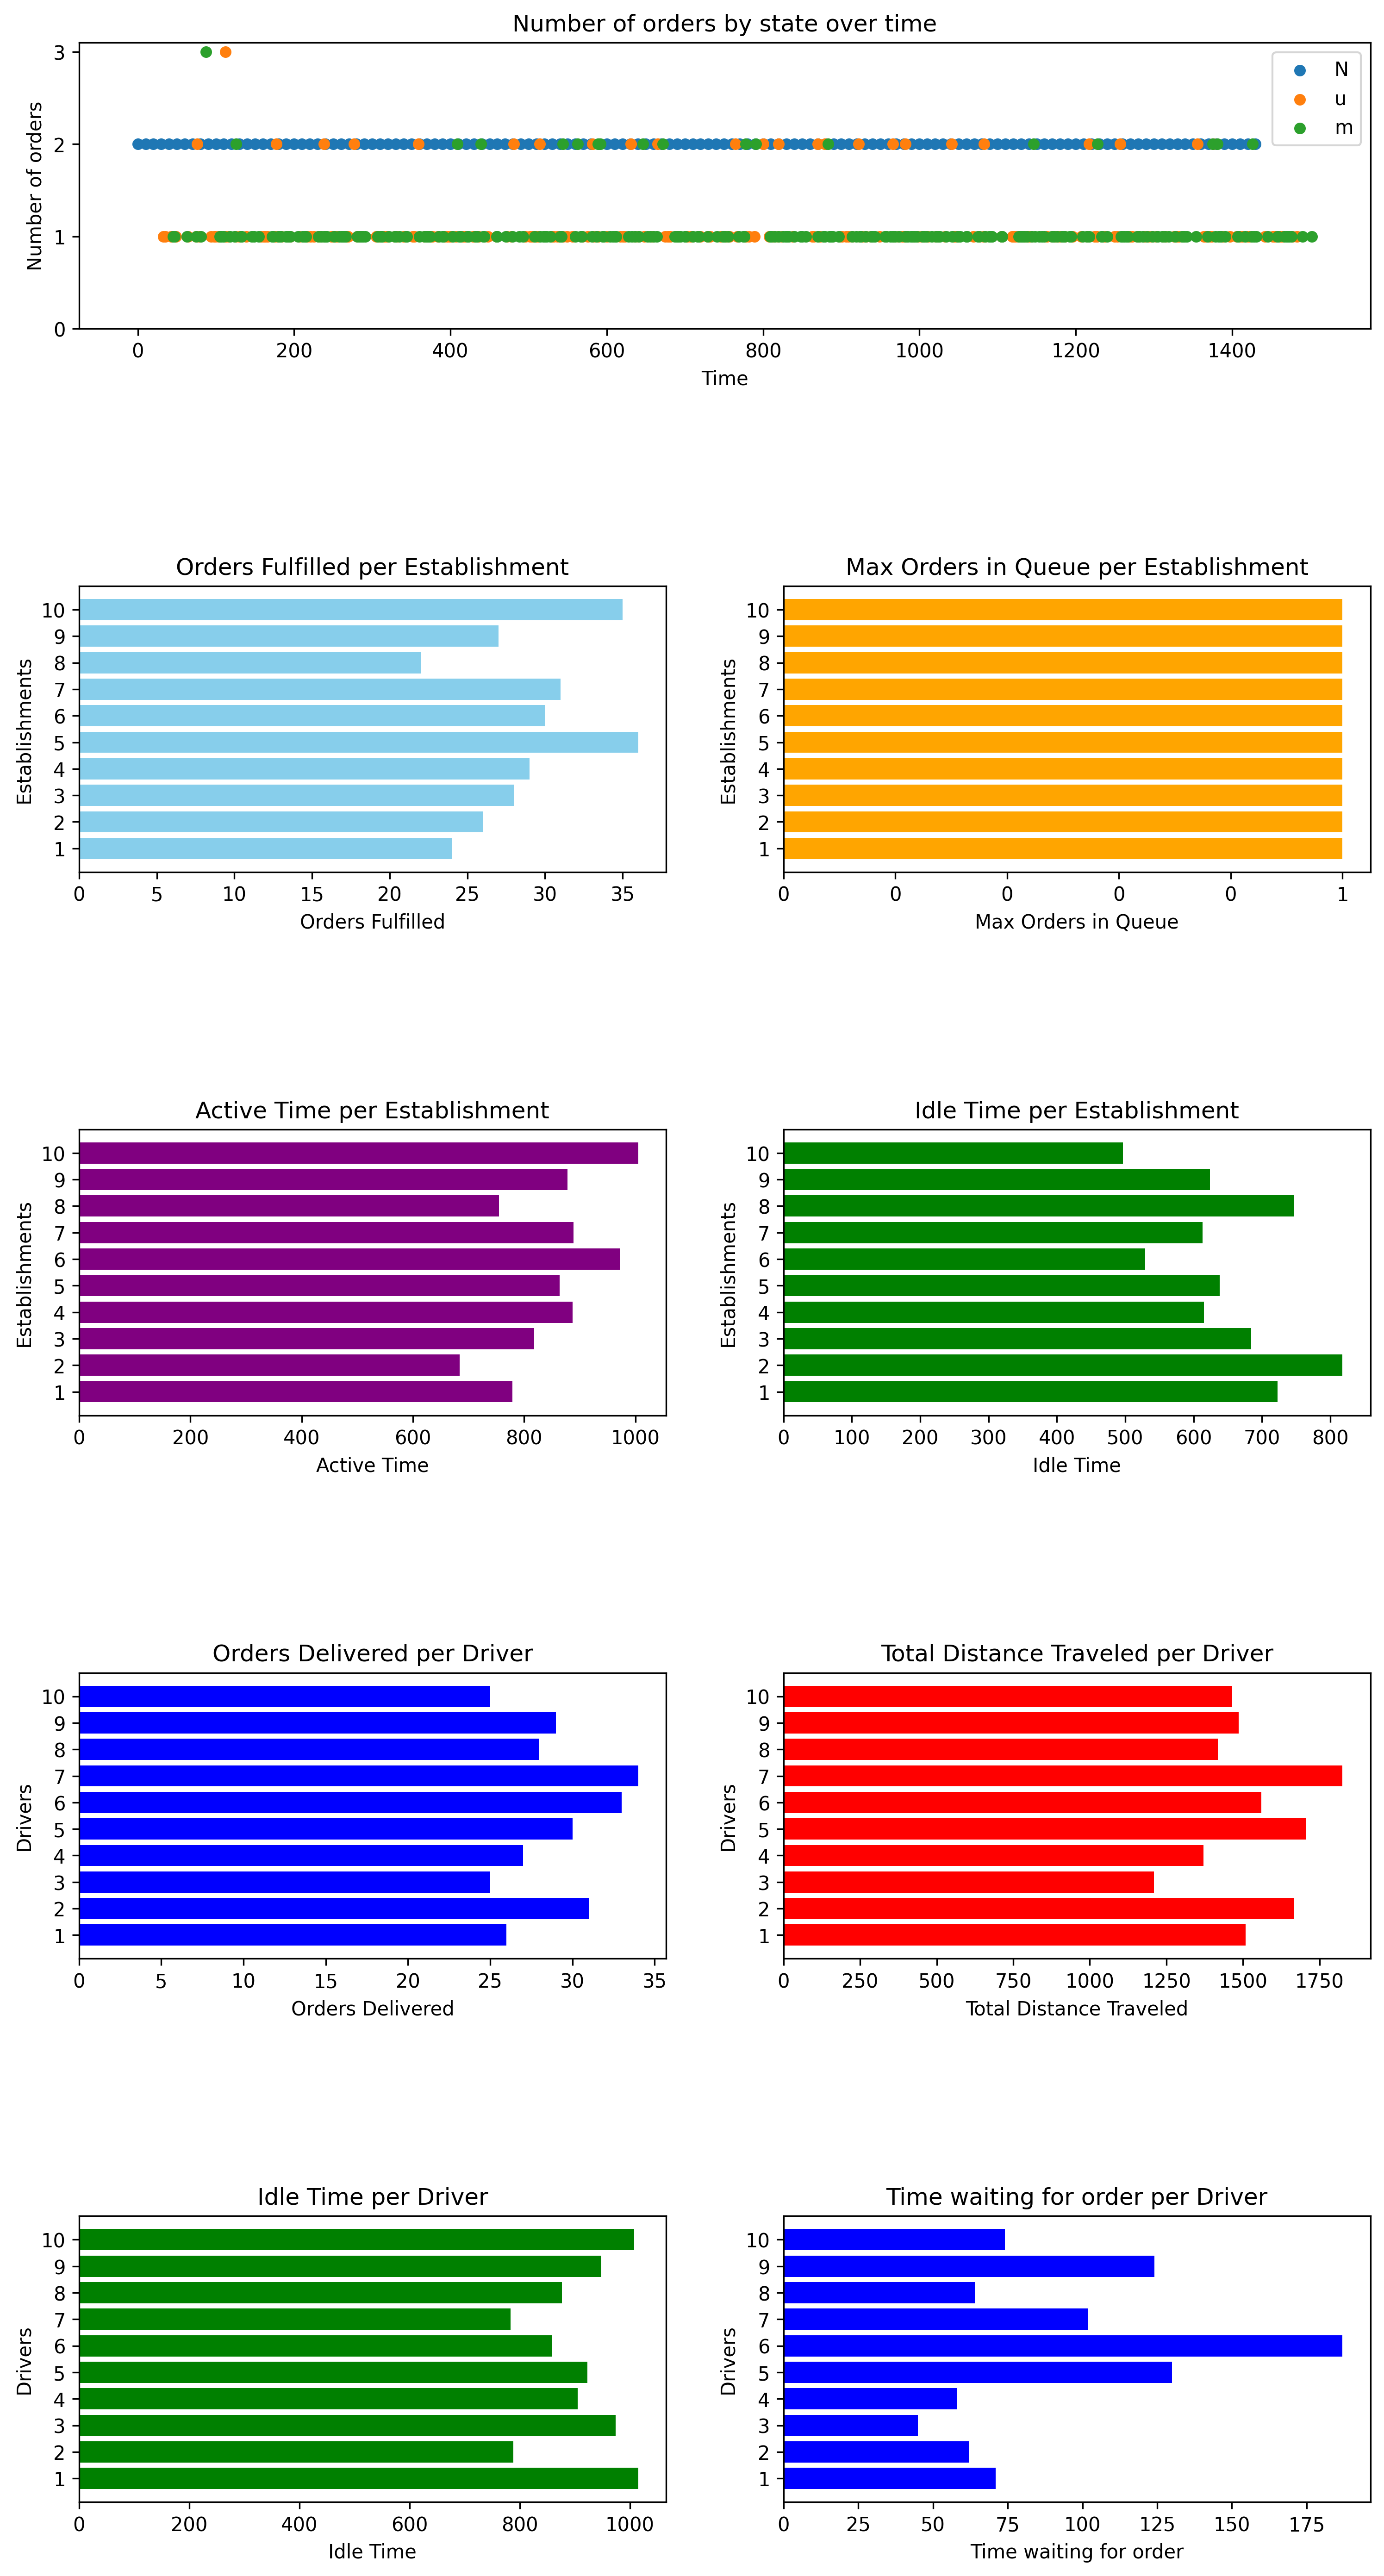 Number of orders by state over time
Number of orders
3
2
1
0
N
u
m
0 200 400 600 800 1000 1200 1400
Time
Orders Fulfilled per Establishment
Establishments
10
9
8
7
6
5
4
3
2
1
0 5 10 15 20 25 30 35
Orders Fulfilled
Max Orders in Queue per Establishment
Establishments
10
9
8
7
6
5
4
3
2
1
0 0 0 0 0 1
Max Orders in Queue
Active Time per Establishment
Establishments
10
9
8
7
6
5
4
3
2
1
0 200 400 600 800 1000
Active Time
Idle Time per Establishment
Establishments
10
9
8
7
6
5
4
3
2
1
0 100 200 300 400 500 600 700 800
Idle Time
Orders Delivered per Driver
Drivers
10
9
8
7
6
5
4
3
2
1
0 5 10 15 20 25 30 35
Orders Delivered
Total Distance Traveled per Driver
Drivers
10
9
8
7
6
5
4
3
2
1
0 250 500 750 1000 1250 1500 1750
Total Distance Traveled
Idle Time per Driver
Drivers
10
9
8
7
6
5
4
3
2
1
0 200 400 600 800 1000
Idle Time
Time waiting for order per Driver
Drivers
10
9
8
7
6
5
4
3
2
1
0 25 50 75 100 125 150 175
Time waiting for order